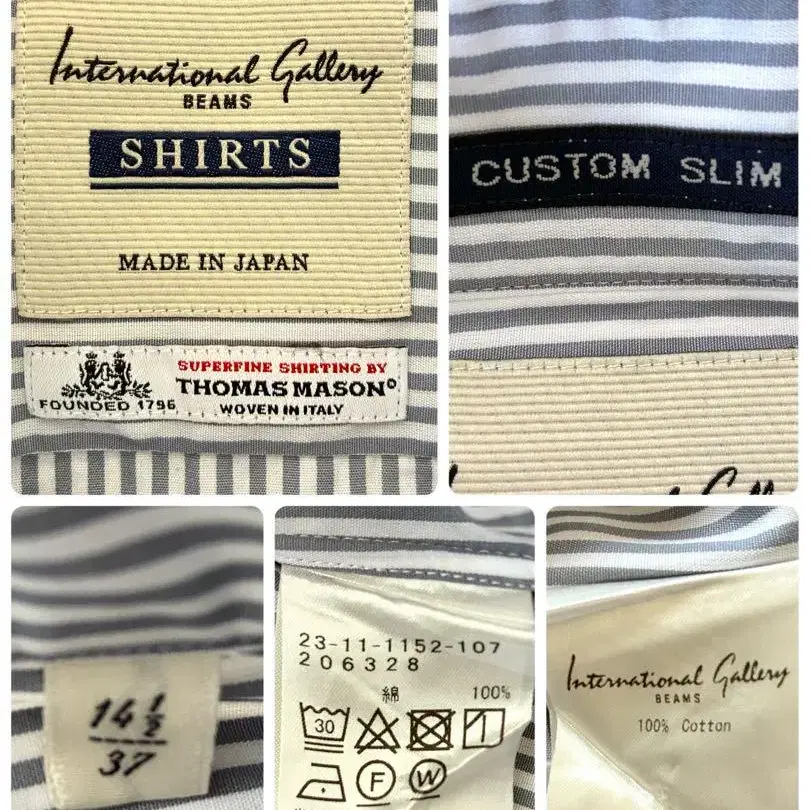 International Gallery
BEAMS
SHIRTS
MADE IN JAPAN
SUPERFINE SHIRTING BY
THOMAS MASON
FOUNDED 1796
WOVEN IN ITALY
CUSTOM SLIM
14 1/2
37
23-11-1152-107
206328
綿 100%
30
F W
International Gallery
BEAMS
100% Cotton